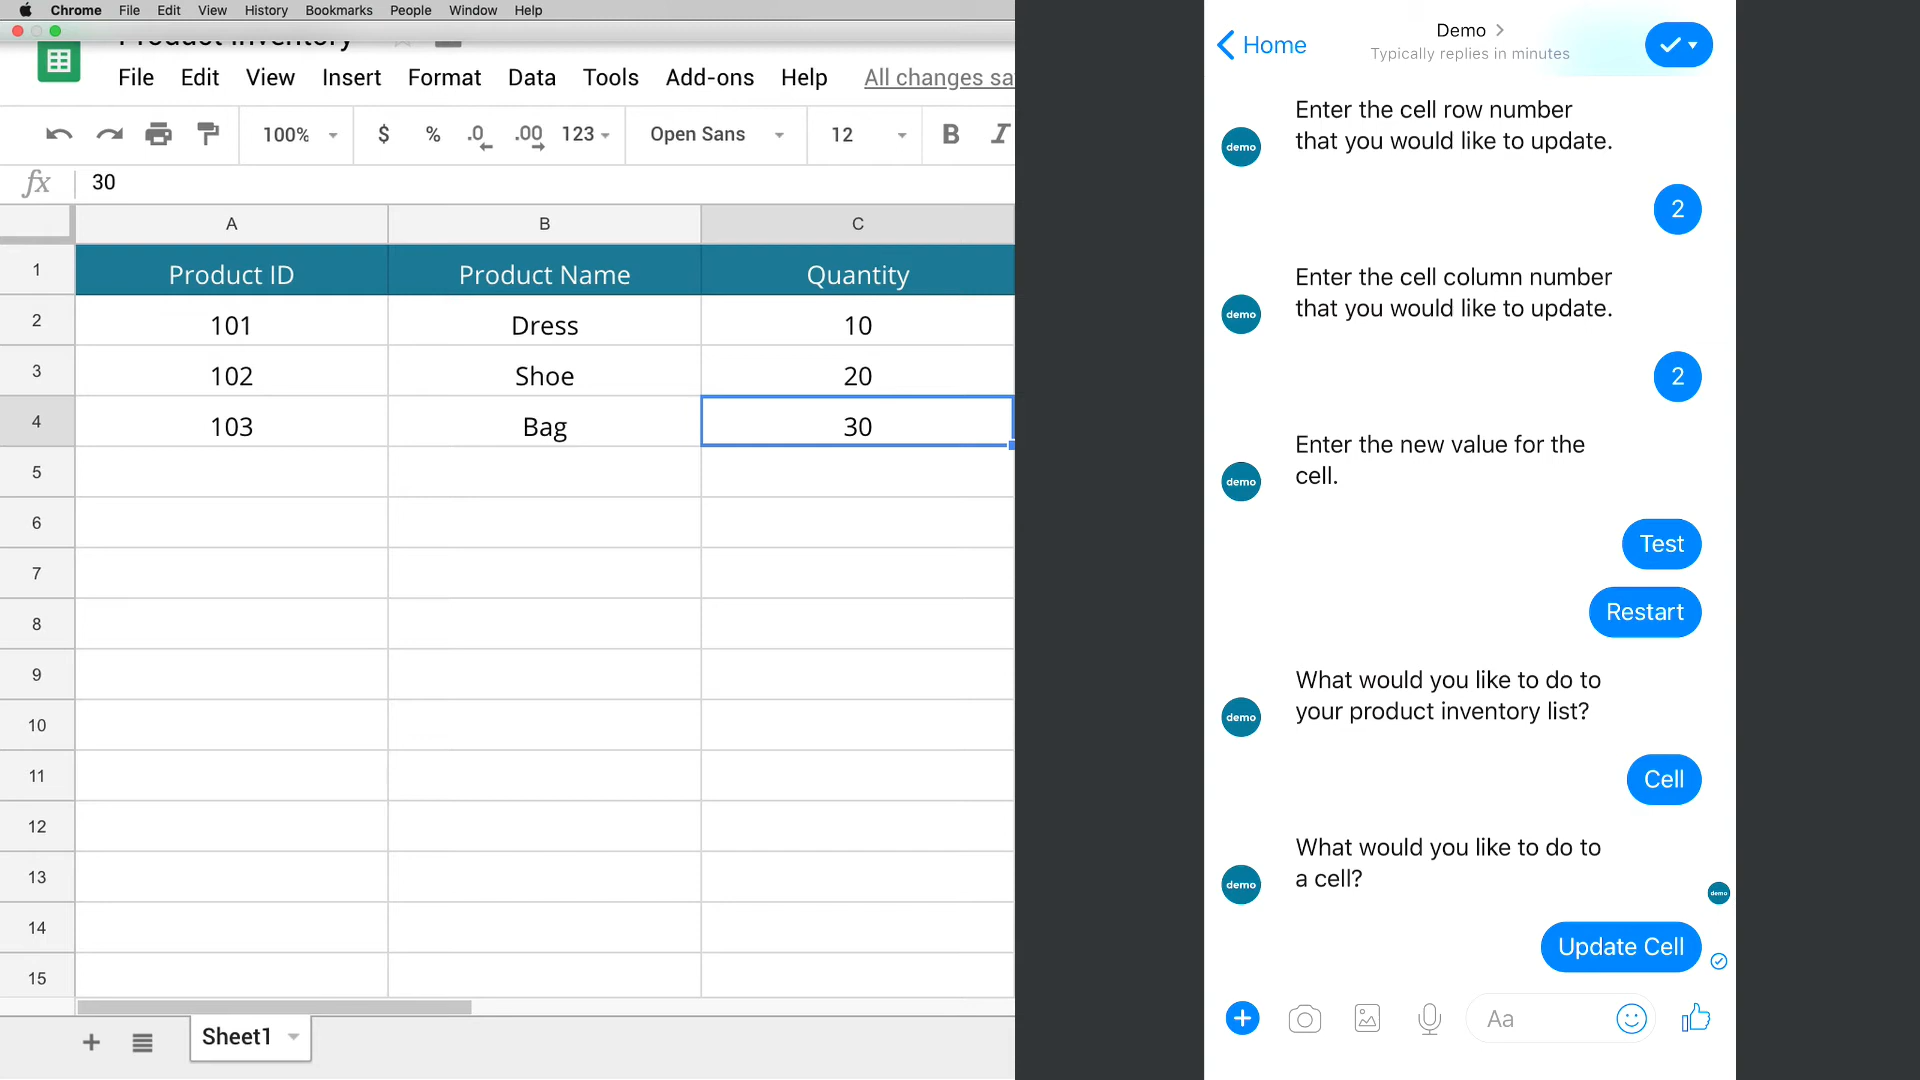 Chrome File Edit View History Bookmarks People Window Help
Product Inventory
File Edit View Insert Format Data Tools Add-ons Help All changes sa
100% $ % .0 .00 123 Open Sans 12 B I
fx 30
A B C
1 Product ID Product Name Quantity
2 101 Dress 10
3 102 Shoe 20
4 103 Bag 30
5
6
7
8
9
10
11
12
13
14
15
Sheet1
Home
Demo
Typically replies in minutes
Enter the cell row number
that you would like to update.
demo
2
Enter the cell column number
that you would like to update.
demo
2
Enter the new value for the
cell.
demo
Test
Restart
What would you like to do to
your product inventory list?
demo
Cell
What would you like to do to
a cell?
demo
demo
Update Cell
Aa